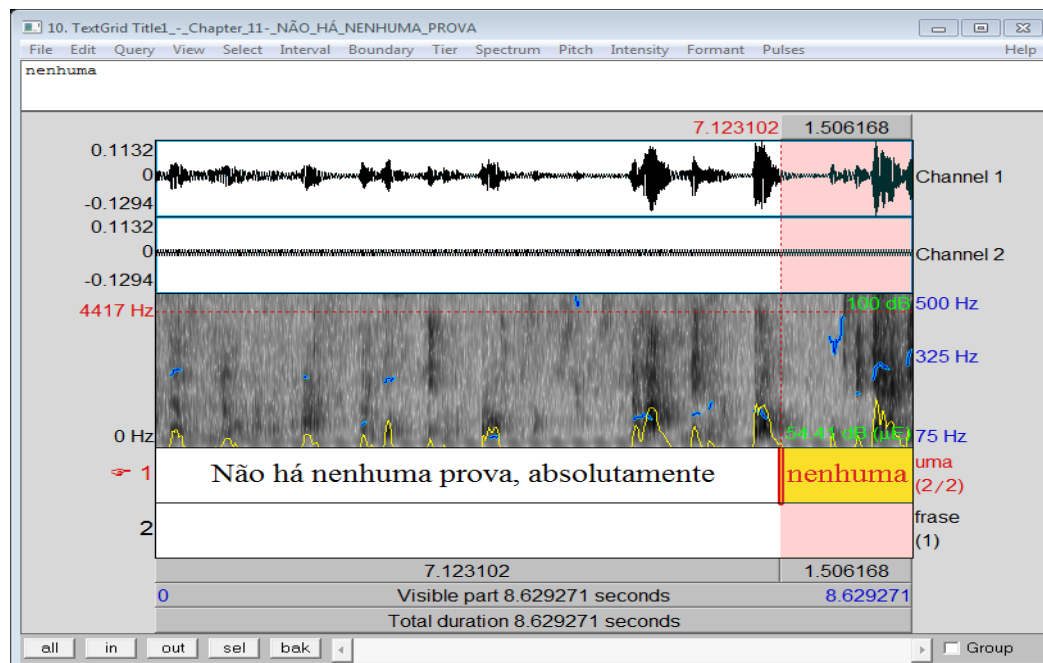 10. TextGrid Title1_-_Chapter_11-_NÃO_HÁ_NENHUMA_PROVA
File Edit Query View Select Interval Boundary Tier Spectrum Pitch Intensity Formant Pulses Help
nenhuma
7.123102 1.506168
0.1132
0
-0.1294
Channel 1
0.1132
0
-0.1294
Channel 2
4417 Hz 100 dB 500 Hz
325 Hz
0 Hz 54.41 dB (µE) 75 Hz
1 Não há nenhuma prova, absolutamente nenhuma uma
(2/2)
2 frase
(1)
7.123102 1.506168
0 Visible part 8.629271 seconds 8.629271
Total duration 8.629271 seconds
all in out sel bak Group